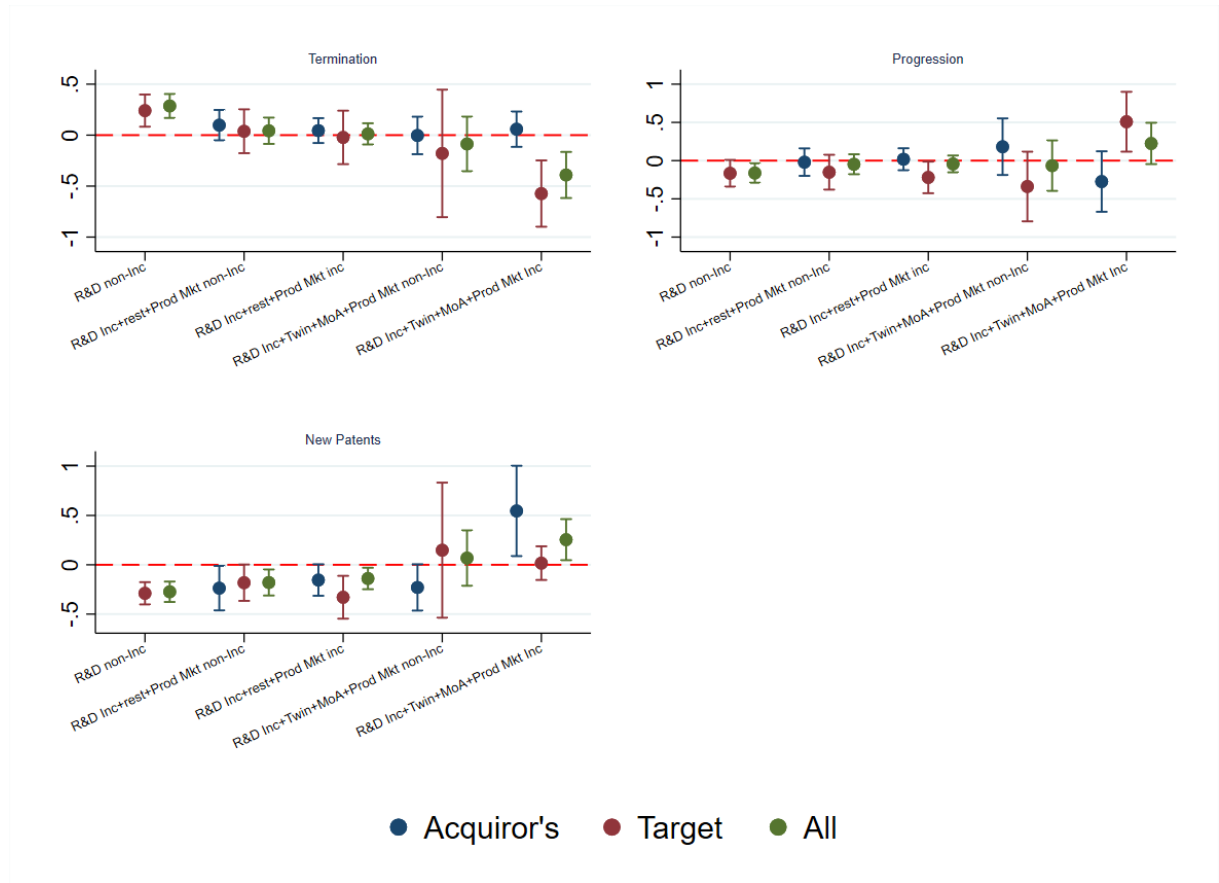 Termination
.5
0
-.5
-1
R&D non-Inc
R&D Inc+rest+Prod Mkt non-Inc
R&D Inc+rest+Prod Mkt inc
R&D Inc+Twin+MoA+Prod Mkt non-Inc
R&D Inc+Twin+MoA+Prod Mkt Inc
Progression
1
.5
0
-.5
-1
R&D non-Inc
R&D Inc+rest+Prod Mkt non-Inc
R&D Inc+rest+Prod Mkt inc
R&D Inc+Twin+MoA+Prod Mkt non-Inc
R&D Inc+Twin+MoA+Prod Mkt Inc
New Patents
1
.5
0
-.5
R&D non-Inc
R&D Inc+rest+Prod Mkt non-Inc
R&D Inc+rest+Prod Mkt inc
R&D Inc+Twin+MoA+Prod Mkt non-Inc
R&D Inc+Twin+MoA+Prod Mkt Inc
Acquiror's Target All